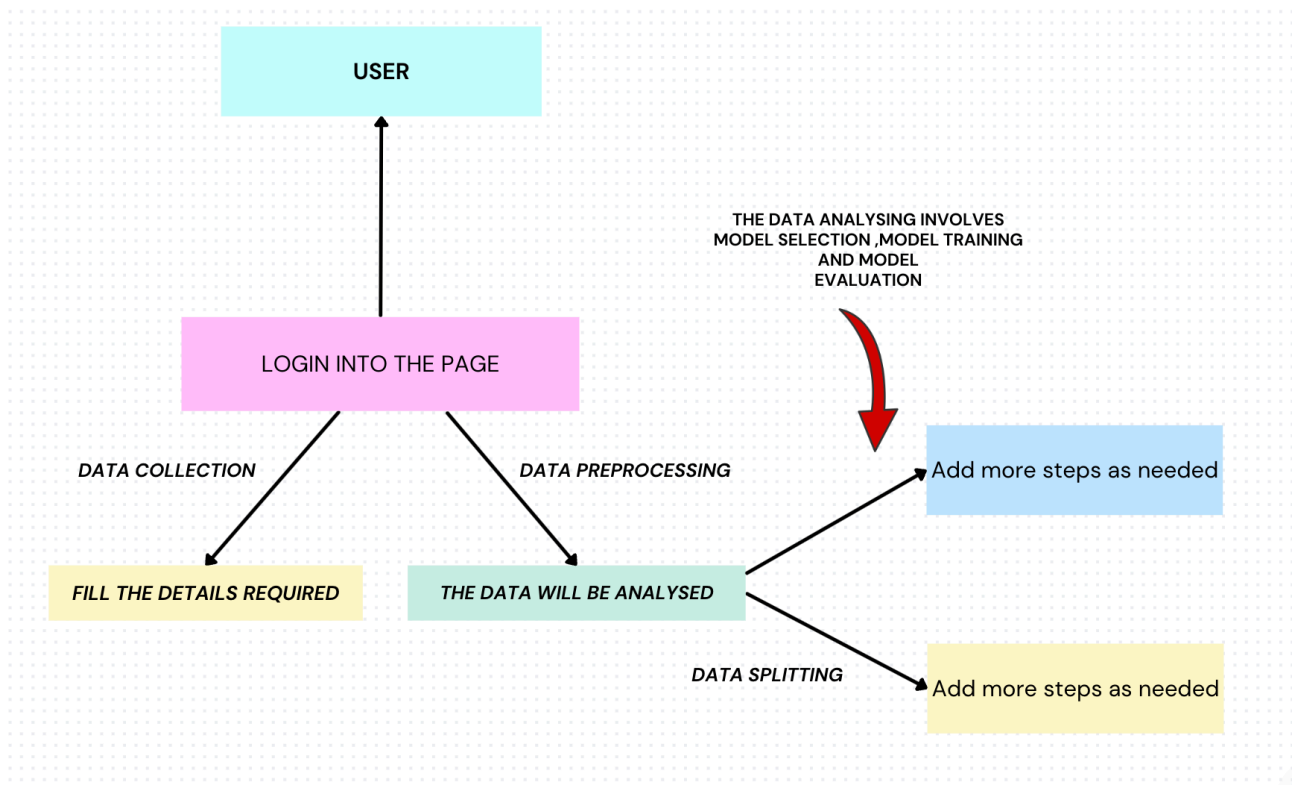 USER
THE DATA ANALYSING INVOLVES
MODEL SELECTION ,MODEL TRAINING
AND MODEL
EVALUATION
LOGIN INTO THE PAGE
DATA COLLECTION
DATA PREPROCESSING
Add more steps as needed
FILL THE DETAILS REQUIRED
THE DATA WILL BE ANALYSED
DATA SPLITTING
Add more steps as needed